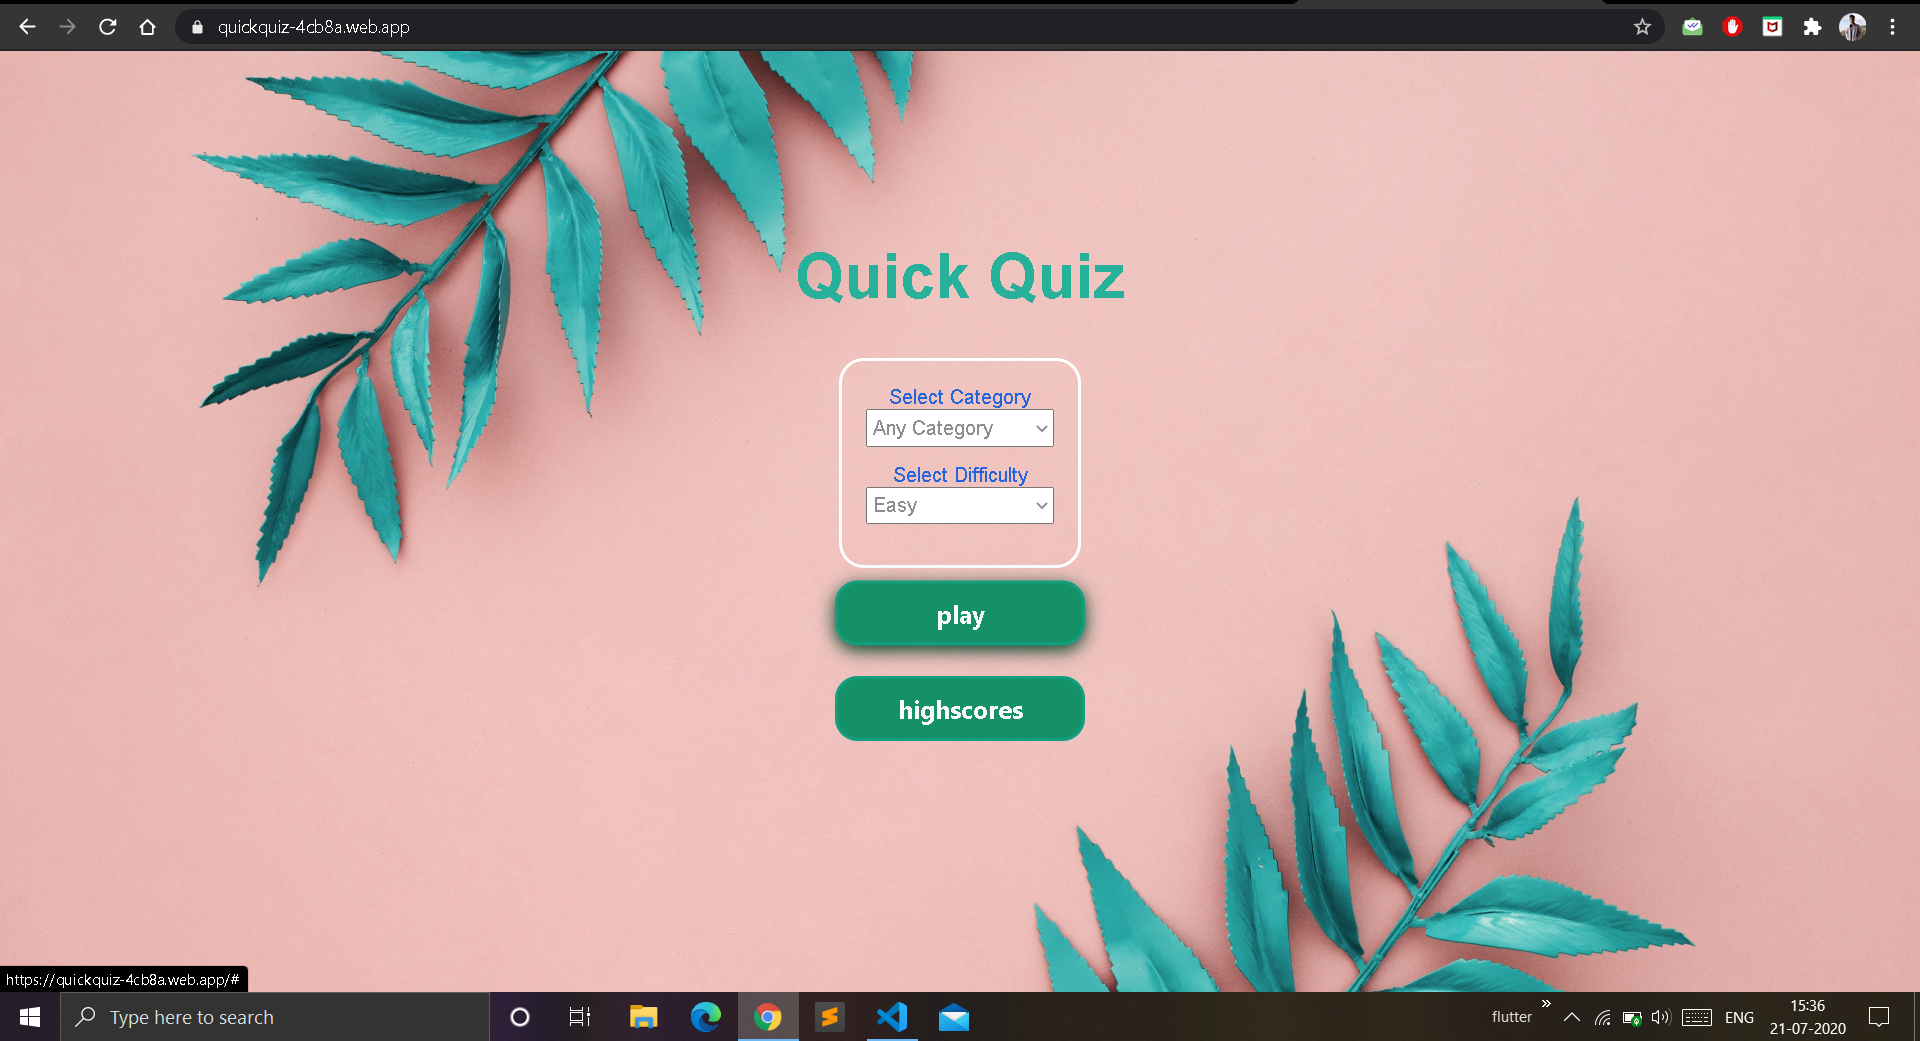 quickquiz-4cb8a.web.app
Quick Quiz
Select Category
Any Category
Select Difficulty
Easy
play
highscores
https://quickquiz-4cb8a.web.app/#
Type here to search
flutter
ENG
15:36
21-07-2020